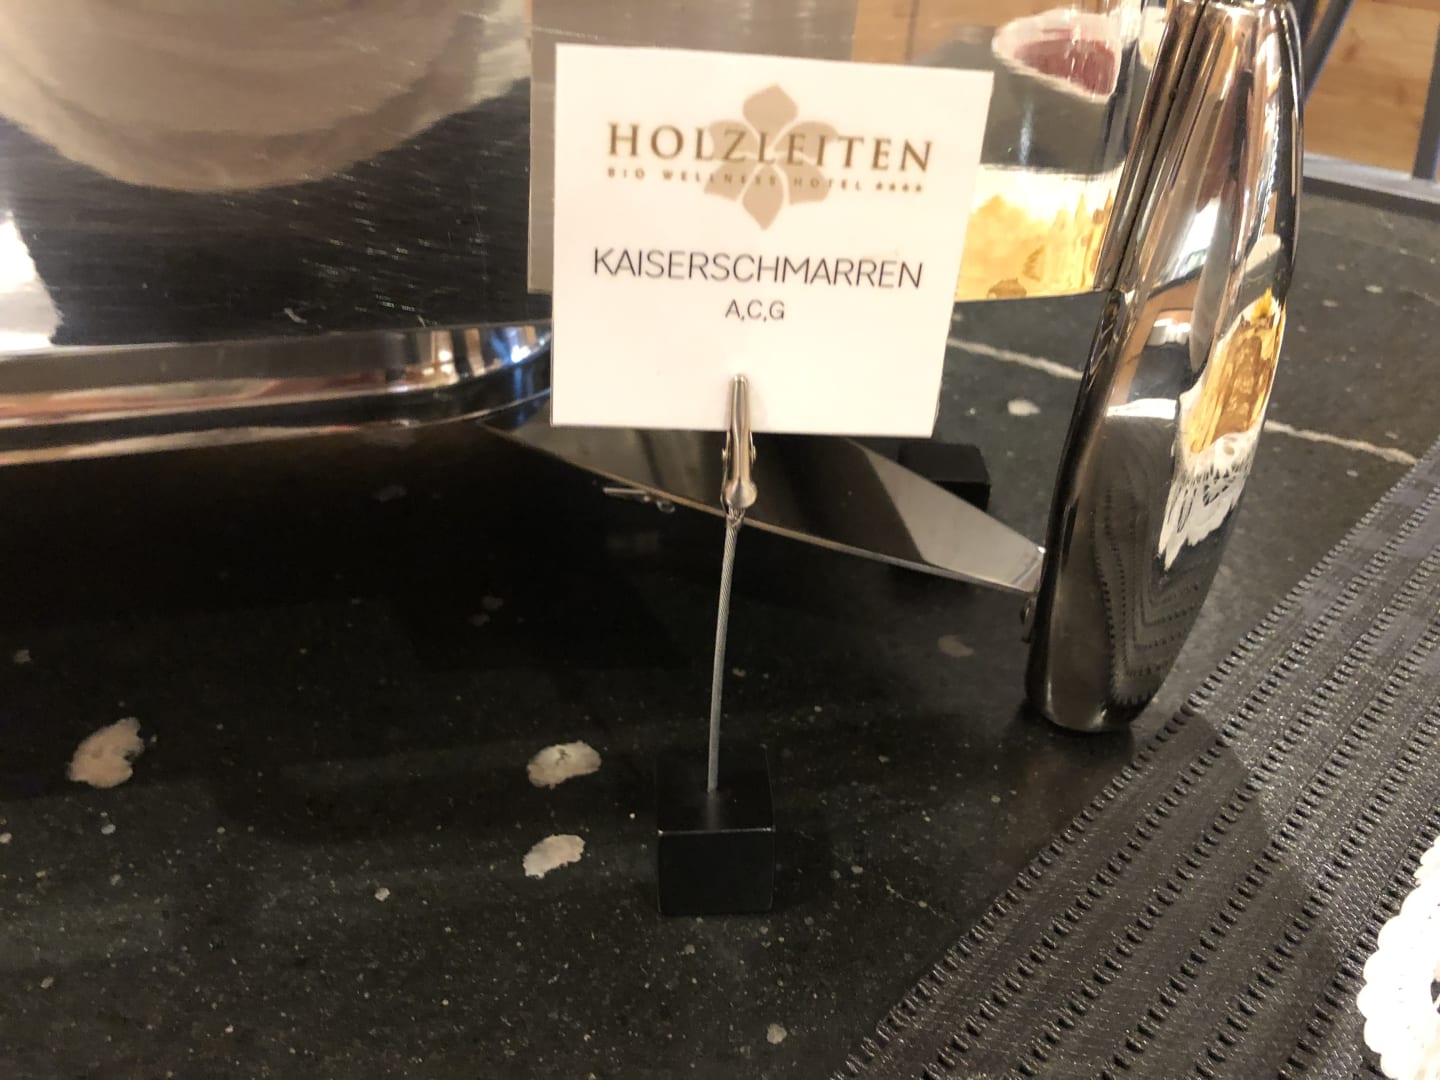 HOLZLEITEN
BIO WELLNESS HOTEL ****
KAISERSCHMARREN
A,C,G